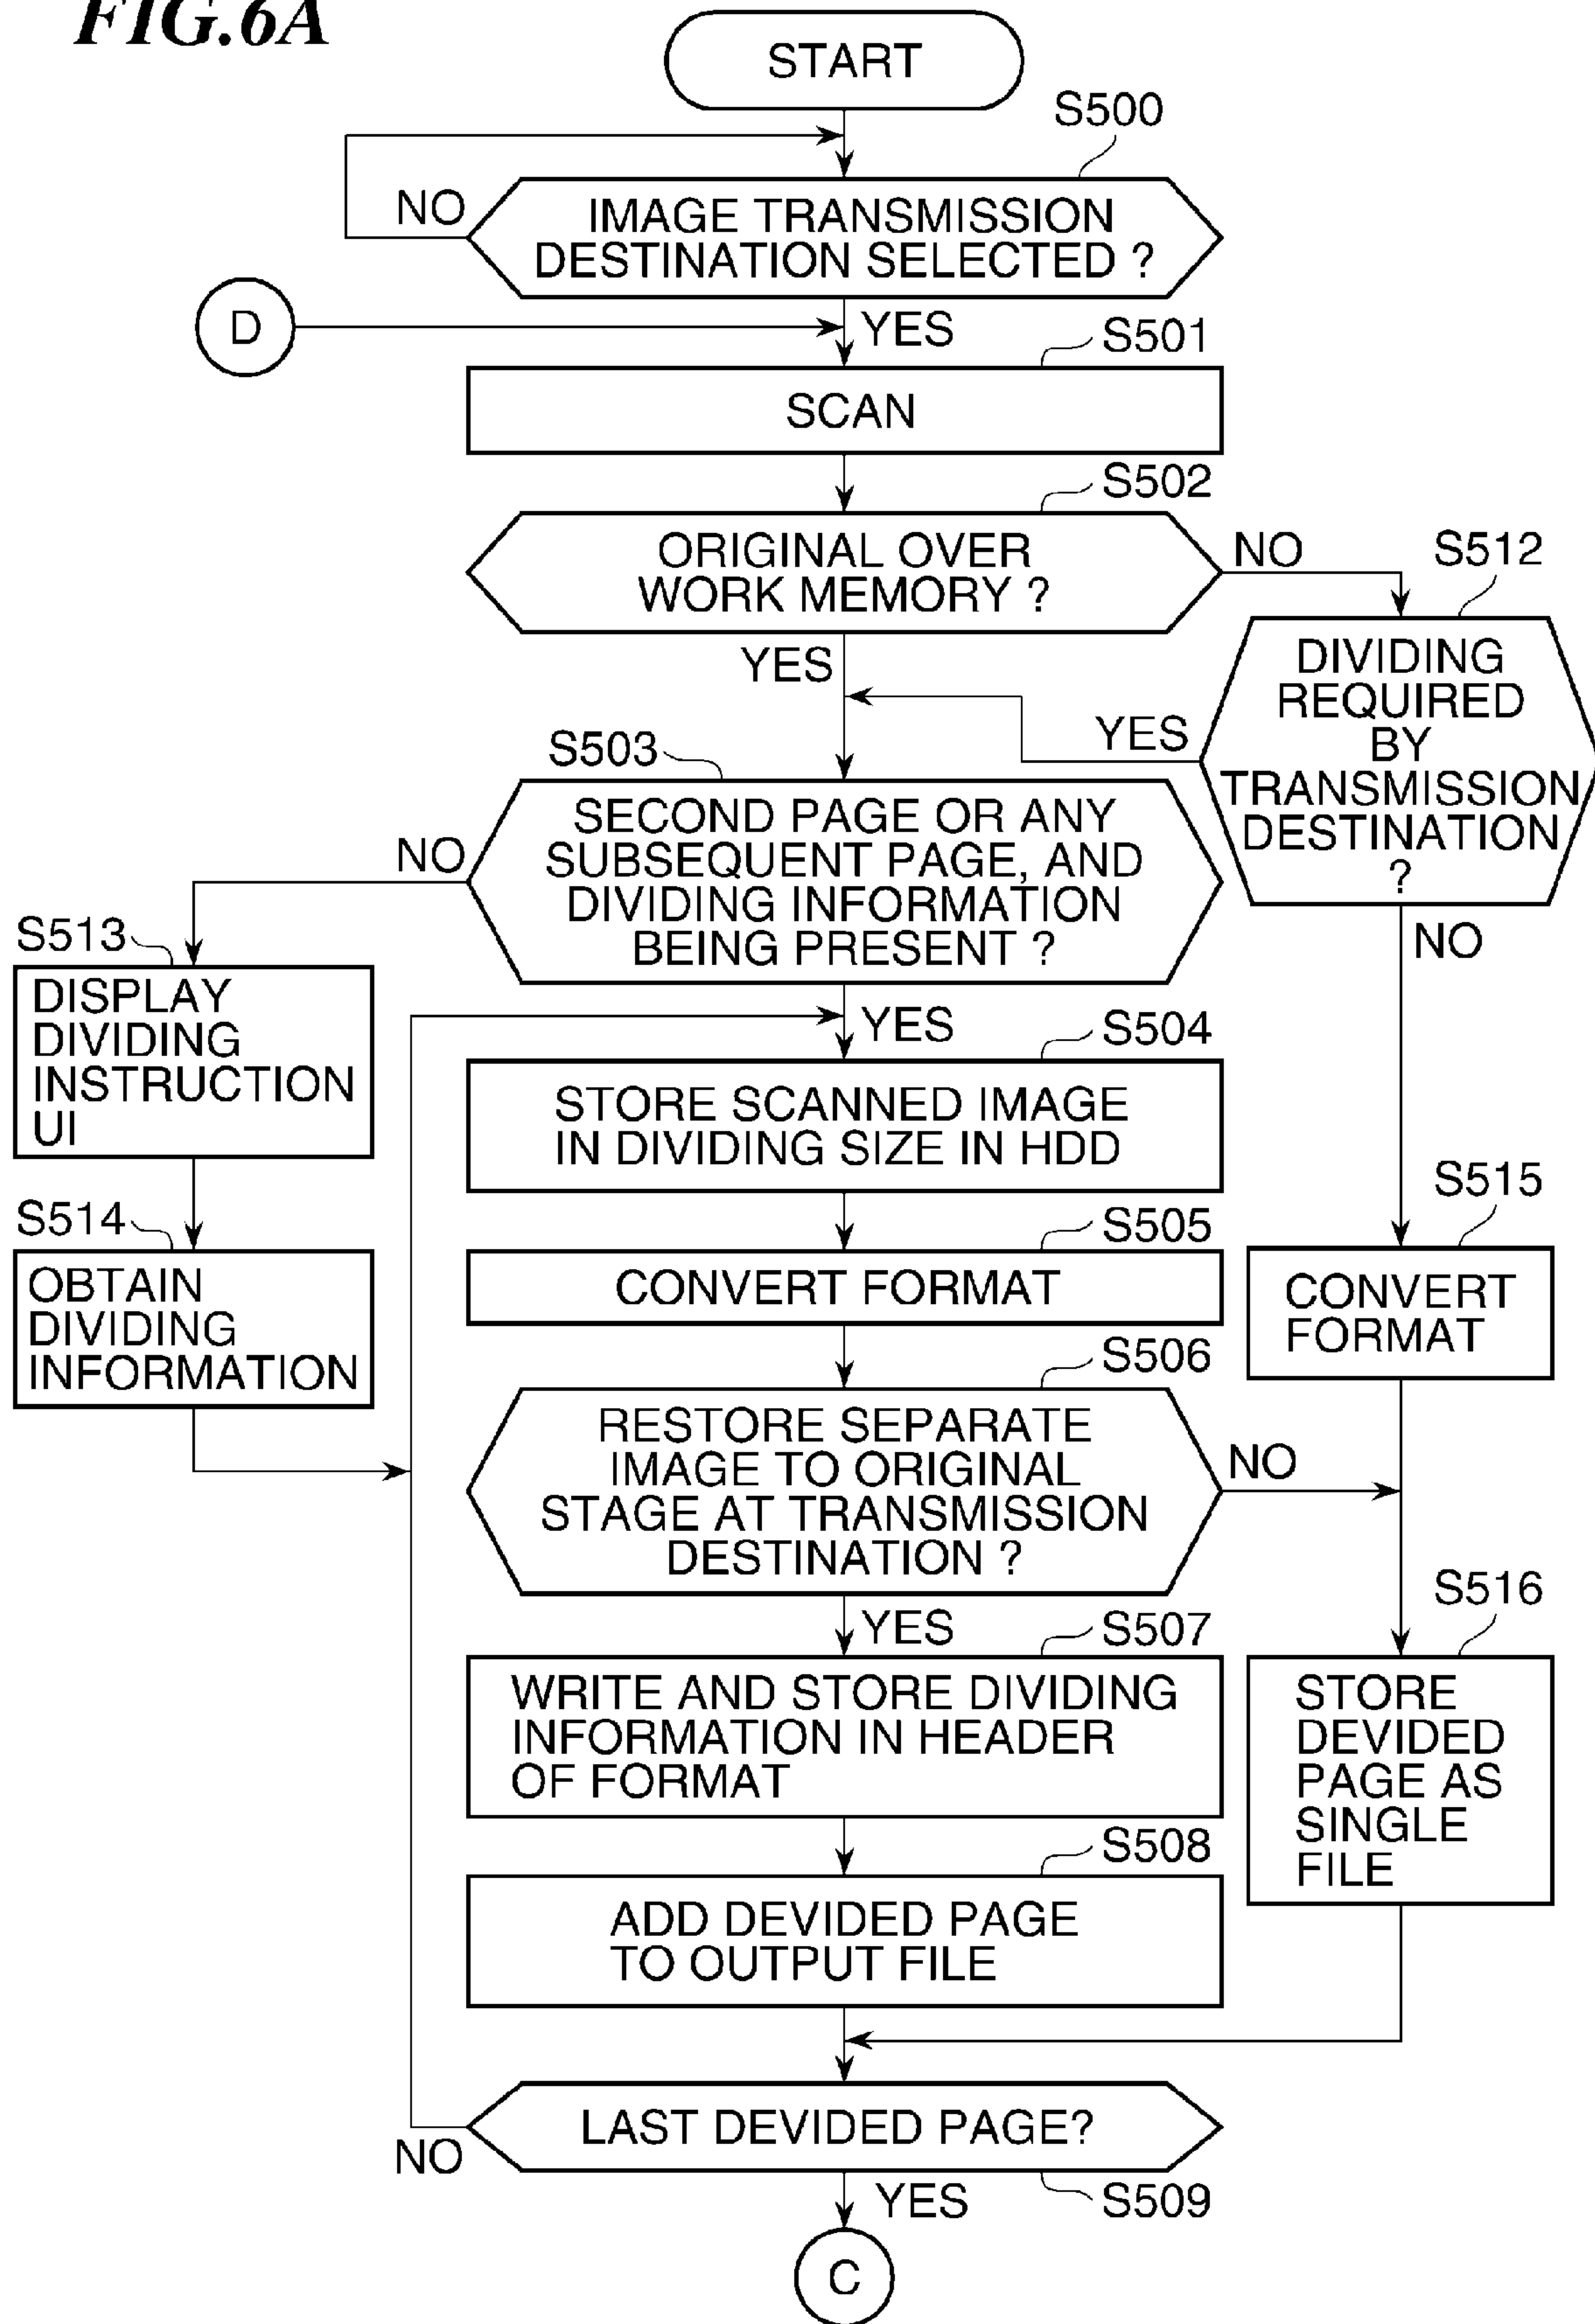 FIG.6A
START
S500
NO
IMAGE TRANSMISSION
DESTINATION SELECTED ?
D
YES
S501
SCAN
S502
ORIGINAL OVER
WORK MEMORY ?
NO
S512
YES
DIVIDING
REQUIRED
BY
TRANSMISSION
DESTINATION
?
YES
NO
S503
SECOND PAGE OR ANY
SUBSEQUENT PAGE, AND
DIVIDING INFORMATION
BEING PRESENT ?
NO
S513
DISPLAY
DIVIDING
INSTRUCTION
UI
YES
S504
STORE SCANNED IMAGE
IN DIVIDING SIZE IN HDD
S514
OBTAIN
DIVIDING
INFORMATION
S505
CONVERT FORMAT
S515
CONVERT
FORMAT
S506
RESTORE SEPARATE
IMAGE TO ORIGINAL
STAGE AT TRANSMISSION
DESTINATION ?
NO
YES
S507
WRITE AND STORE DIVIDING
INFORMATION IN HEADER
OF FORMAT
S516
STORE
DEVIDED
PAGE AS
SINGLE
FILE
S508
ADD DEVIDED PAGE
TO OUTPUT FILE
LAST DEVIDED PAGE?
NO
YES
S509
C